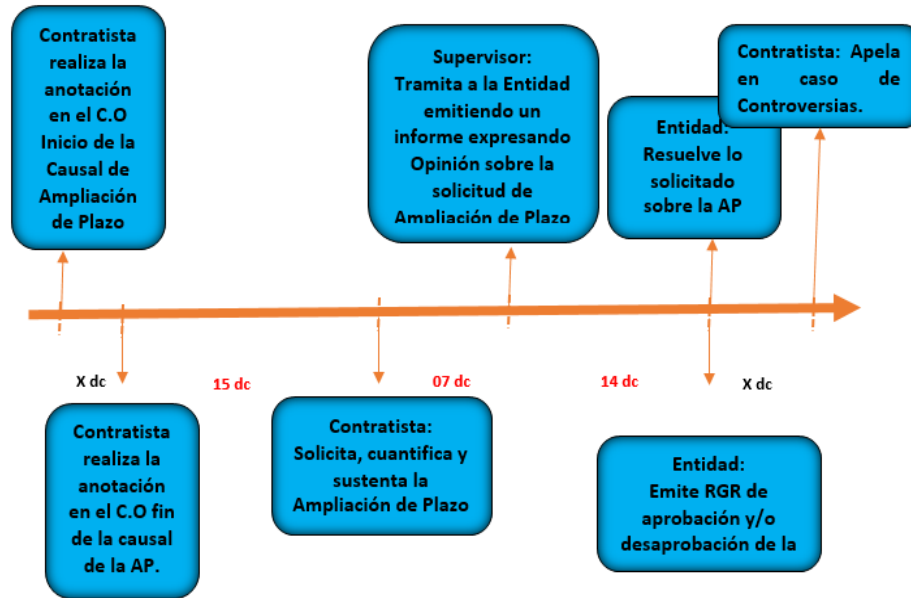 Contratista
realiza la
anotación
en el C.O
Inicio de la
Causal de
Ampliación
de Plazo
Supervisor:
Tramita a la Entidad
emitiendo un
informe expresando
Opinión sobre la
solicitud de
Ampliación de Plazo
Entidad:
Resuelve lo
solicitado
sobre la AP
Contratista: Apela
en caso de
Controversias.
X dc
15 dc
07 dc
14 dc
X dc
Contratista
realiza la
anotación
en el C.O fin
de la causal
de la AP.
Contratista:
Solicita, cuantifica y
sustenta la
Ampliación de Plazo
Entidad:
Emite RGR de
aprobación y/o
desaprobación de la